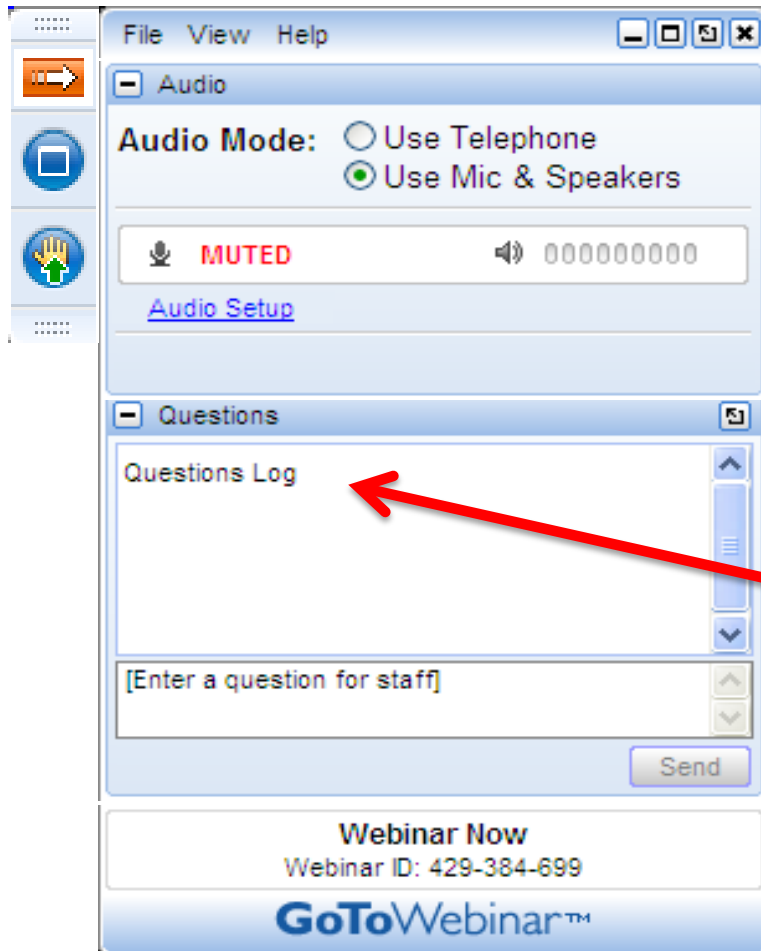 File View Help
Audio
Audio Mode: Use Telephone
Use Mic & Speakers
MUTED 000000000
Audio Setup
Questions
Questions Log
[Enter a question for staff]
Send
Webinar Now
Webinar ID: 429-384-699
GoToWebinar™